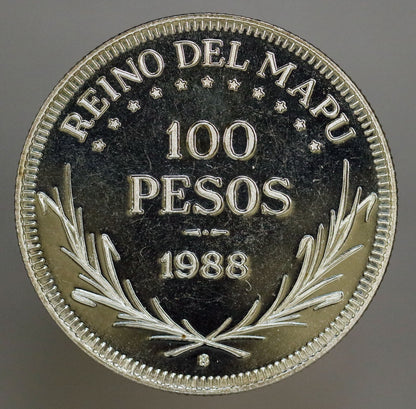 REINO DEL MAPU
100
PESOS
1988